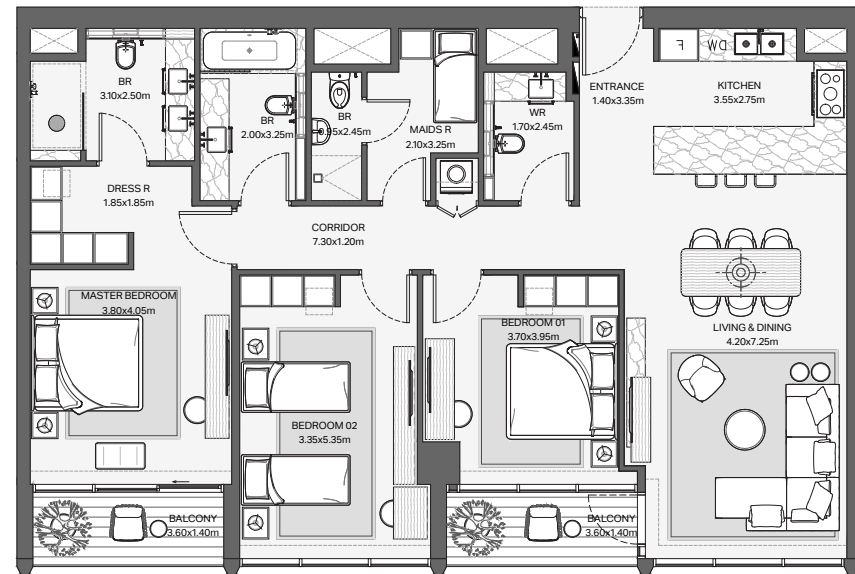 BR
3.10x2.50m
BR
2.00x3.25m
BR
0.95x2.45m
MAIDS R
2.10x3.25m
WR
1.70x2.45m
ENTRANCE
1.40x3.35m
F
DW
KITCHEN
3.55x2.75m
DRESS R
1.85x1.85m
CORRIDOR
7.30x1.20m
MASTER BEDROOM
3.80x4.05m
BEDROOM 02
3.35x5.35m
BEDROOM 01
3.70x3.95m
LIVING & DINING
4.20x7.25m
BALCONY
3.60x1.40m
BALCONY
3.60x1.40m